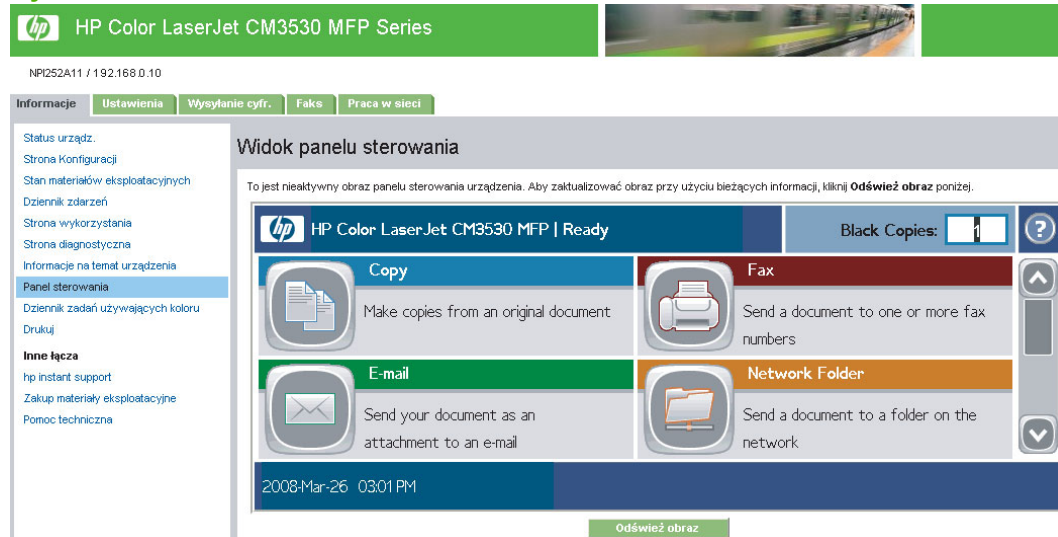 hp HP Color LaserJet CM3530 MFP Series
NPI252A11 / 192.168.0.10
Informacje Ustawienia Wysyłanie cyfr. Faks Praca w sieci
Status urządz.
Strona Konfiguracji
Stan materiałów eksploatacyjnych
Dziennik zdarzeń
Strona wykorzystania
Strona diagnostyczna
Informacje na temat urządzenia
Panel sterowania
Dziennik zadań używających koloru
Drukuj
Inne łącza
hp instant support
Zakup materiały eksploatacyjne
Pomoc techniczna
Widok panelu sterowania
To jest nieaktywny obraz panelu sterowania urządzenia. Aby zaktualizować obraz przy użyciu bieżących informacji, kliknij Odśwież obraz poniżej.
hp HP Color LaserJet CM3530 MFP | Ready
Black Copies: 1 ?
Copy
Make copies from an original document
Fax
Send a document to one or more fax
numbers
E-mail
Send your document as an
attachment to an e-mail
Network Folder
Send a document to a folder on the
network
2008-Mar-26 03:01 PM
Odśwież obraz